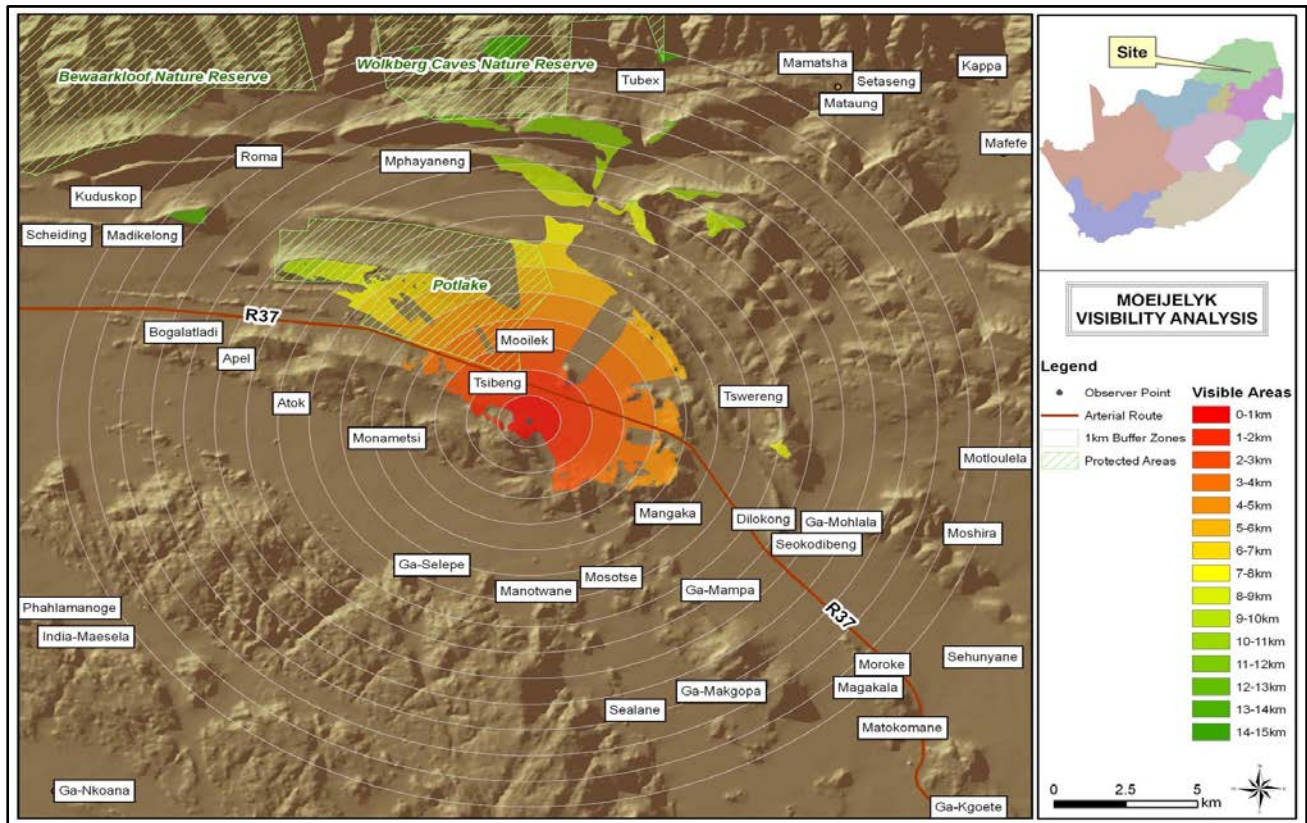 Bewaarkloof Nature Reserve
Wolkberg Caves Nature Reserve
Tubex
Mamatsha
Setaseng
Kappa
Mataung
Mafefe
Roma
Mphayaneng
Kuduskop
Scheiding
Madikelong
Potlake
R37
Bogalatladi
Mooilek
Apel
Tsibeng
Atok
Tswereng
Monametsi
Motloulela
Mangaka
Dilokong
Ga-Mohlala
Moshira
Seokodibeng
Ga-Selepe
Mosotse
Manotwane
Ga-Mampa
Phahlamanoge
R37
India-Maesela
Moroke
Sehunyane
Magakala
Ga-Makgopa
Sealane
Matokomane
Ga-Nkoana
Ga-Kgoete
Site
MOEIJELYK
VISIBILITY ANALYSIS
Legend
Observer Point
Arterial Route
1km Buffer Zones
Protected Areas
Visible Areas
0-1km
1-2km
2-3km
3-4km
4-5km
5-6km
6-7km
7-8km
8-9km
9-10km
10-11km
11-12km
12-13km
13-14km
14-15km
0 2.5 5
km